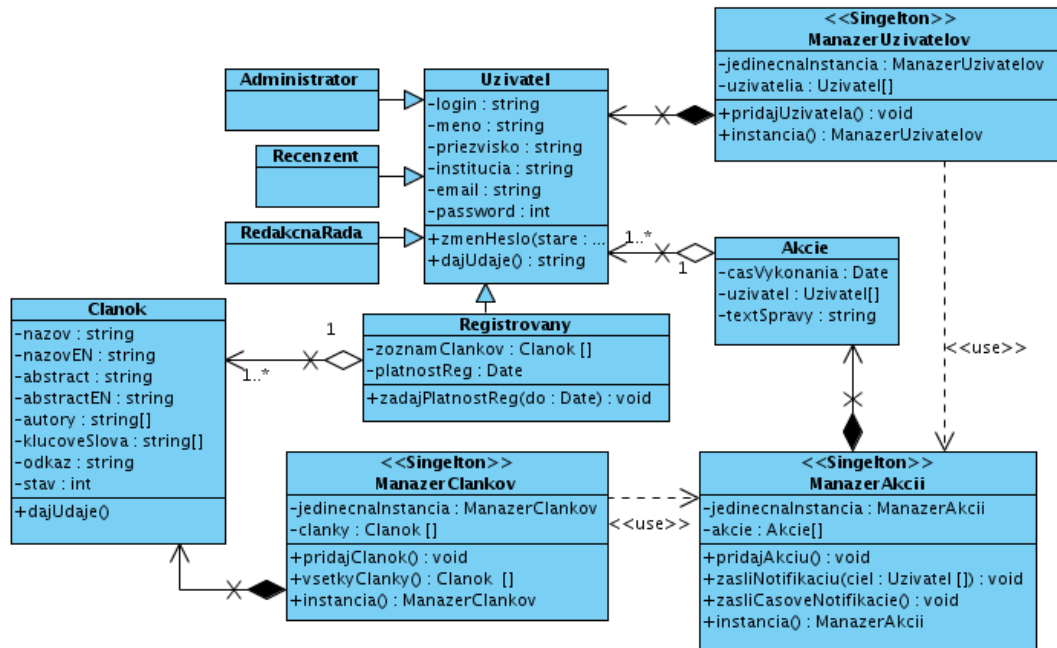 <<Singelton>>
ManazerUzivatelov
-jedinecnaInstancia : ManazerUzivatelov
-uzivatelia : Uzivatel[]
+pridajUzivatela() : void
+instancia() : ManazerUzivatelov
Administrator
Recenzent
RedakcnaRada
Uzivatel
-login : string
-meno : string
-priezvisko : string
-institucia : string
-email : string
-password : int
+zmenHeslo(stare : ...
+dajUdaje() : string
1..*
1
Akcie
-casVykonania : Date
-uzivatel : Uzivatel[]
-textSpravy : string
<<use>>
Clanok
-nazov : string
-nazovEN : string
-abstract : string
-abstractEN : string
-autory : string[]
-klucoveSlova : string[]
-odkaz : string
-stav : int
+dajUdaje()
1
1..*
Registrovany
-zoznamClankov : Clanok []
-platnostReg : Date
+zadajPlatnostReg(do : Date) : void
<<Singelton>>
ManazerClankov
-jedinecnaInstancia : ManazerClankov
-clanky : Clanok []
+pridajClanok() : void
+vsetkyClanky() : Clanok []
+instancia() : ManazerClankov
<<use>>
<<Singelton>>
ManazerAkcii
-jedinecnaInstancia : ManazerAkcii
-akcie : Akcie[]
+pridajAkciu() : void
+zasliNotifikaciu(ciel : Uzivatel []) : void
+zasliCasoveNotifikacie() : void
+instancia() : ManazerAkcii